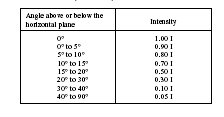 Angle above or below the horizontal plane | Intensity
0° | 1.00 I
0° to 5° | 0.90 I
5° to 10° | 0.80 I
10° to 15° | 0.70 I
15° to 20° | 0.50 I
20° to 30° | 0.30 I
30° to 40° | 0.10 I
40° to 90° | 0.05 I